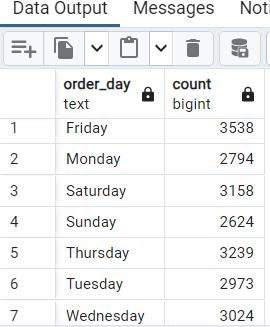 Data Output Messages
order_day count
text bigint
1 Friday 3538
2 Monday 2794
3 Saturday 3158
4 Sunday 2624
5 Thursday 3239
6 Tuesday 2973
7 Wednesday 3024